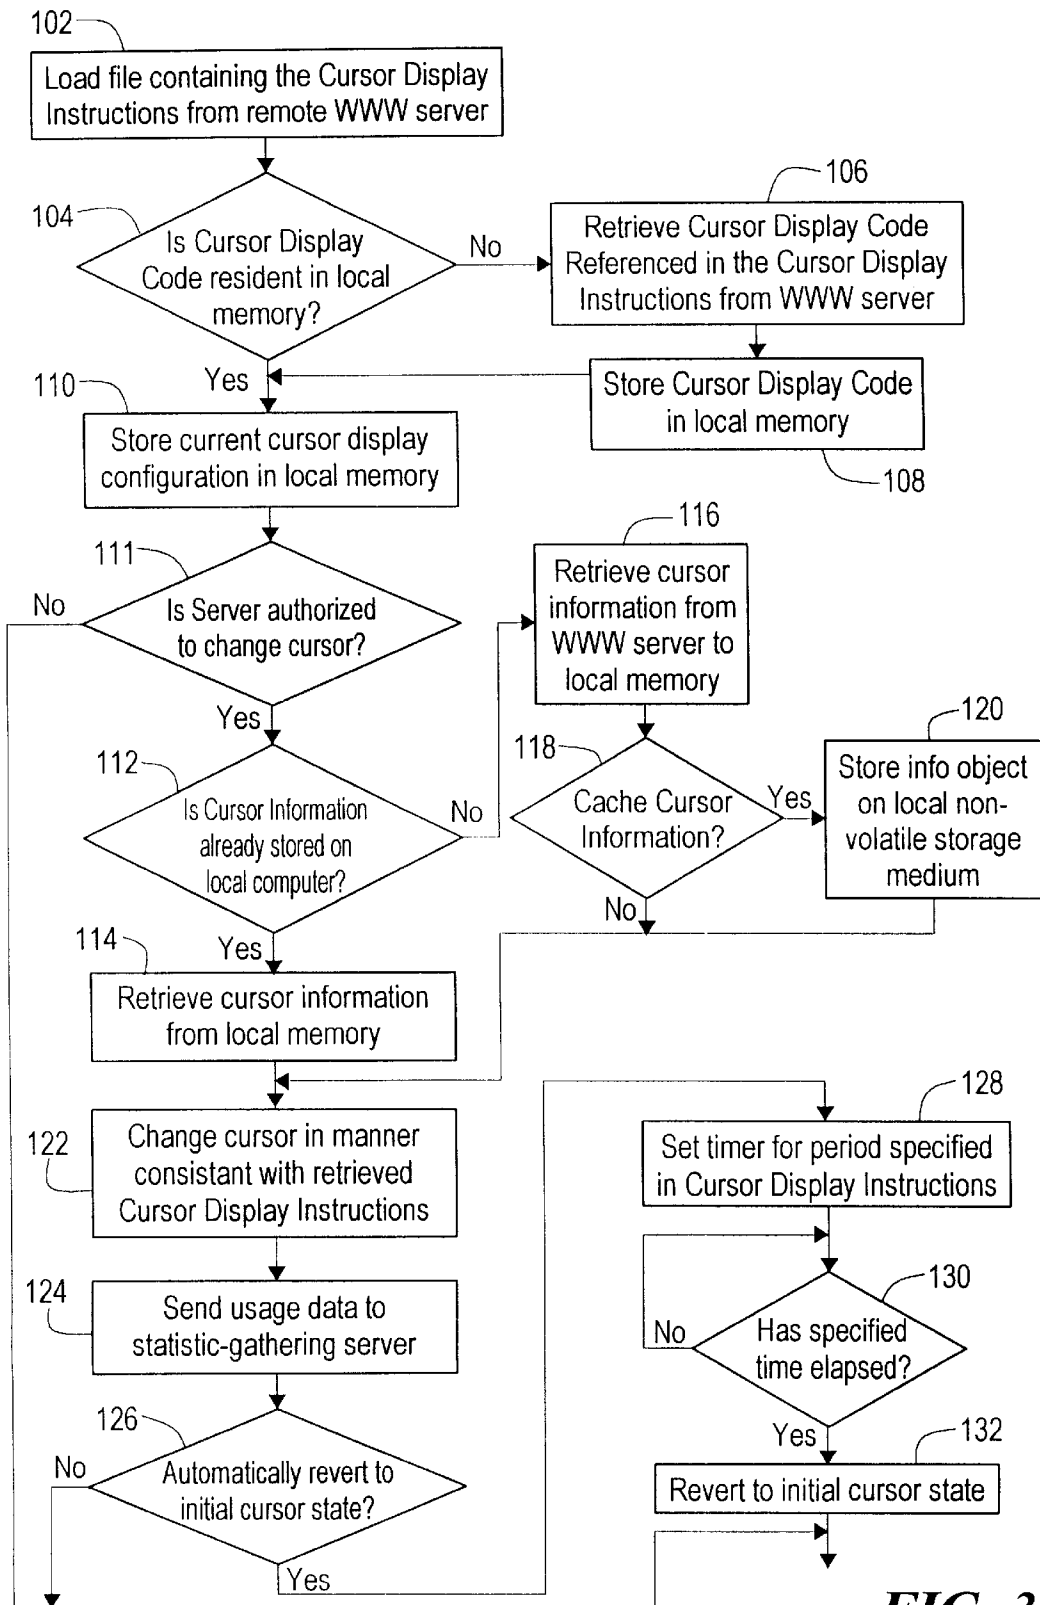 102
Load file containing the Cursor Display
Instructions from remote WWW server
104
Is Cursor Display
Code resident in local
memory?
No
106
Retrieve Cursor Display Code
Referenced in the Cursor Display
Instructions from WWW server
Yes
Store Cursor Display Code
in local memory
108
110
Store current cursor display
configuration in local memory
111
No
Is Server authorized
to change cursor?
Yes
116
Retrieve cursor
information from
WWW server to
local memory
112
Is Cursor Information
already stored on
local computer?
No
118
Cache Cursor
Information?
Yes
120
Store info object
on local non-
volatile storage
medium
No
Yes
114
Retrieve cursor information
from local memory
122
Change cursor in manner
consistant with retrieved
Cursor Display Instructions
128
Set timer for period specified
in Cursor Display Instructions
124
Send usage data to
statistic-gathering server
130
No
Has specified
time elapsed?
Yes
126
No
Automatically revert to
initial cursor state?
Yes
132
Revert to initial cursor state
FIG. 3